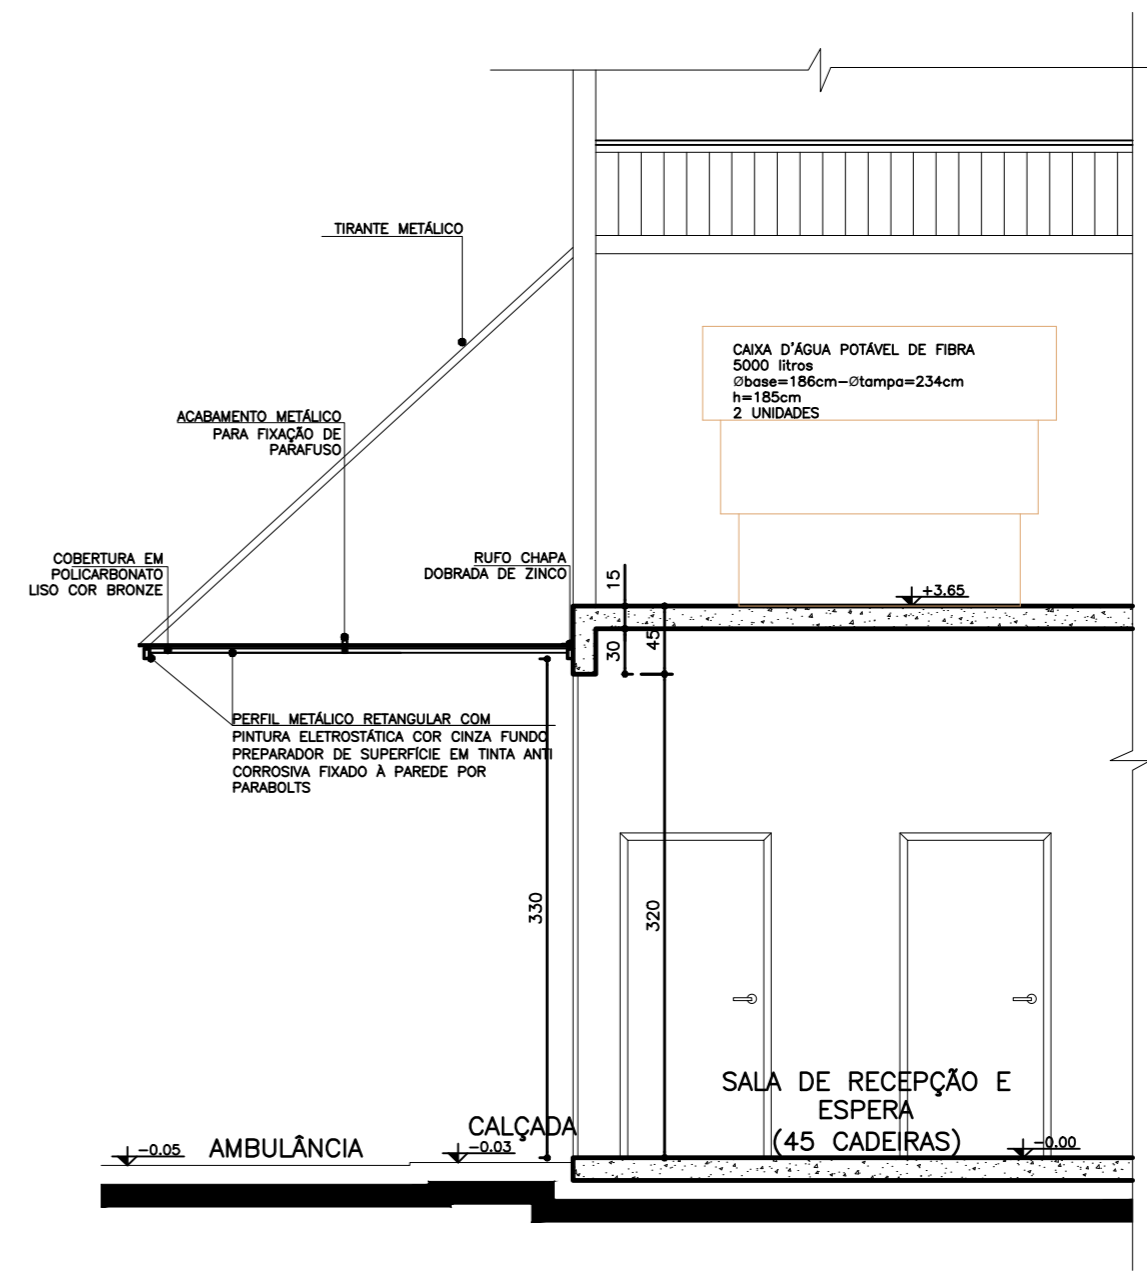 TIRANTE METÁLICO
CAIXA D'ÁGUA POTÁVEL DE FIBRA
5000 litros
Øbase=186cm-Øtampa=234cm
h=185cm
2 UNIDADES
ACABAMENTO METÁLICO
PARA FIXAÇÃO DE
PARAFUSO
COBERTURA EM
POLICARBONATO
LISO COR BRONZE
RUFO CHAPA
DOBRADA DE ZINCO
15
+3.65
30
45
PERFIL METÁLICO RETANGULAR COM
PINTURA ELETROSTÁTICA COR CINZA FUNDO
PREPARADOR DE SUPERFÍCIE EM TINTA ANTI
CORROSIVA FIXADO À PAREDE POR
PARABOLTS
330
320
SALA DE RECEPÇÃO E
ESPERA
(45 CADEIRAS)
-0.00
CALÇADA
-0.03
AMBULÂNCIA
-0.05